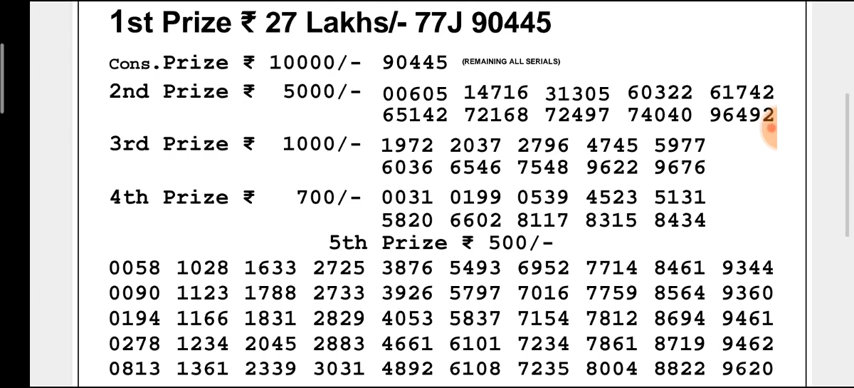 1st Prize ₹ 27 Lakhs/- 77J 90445
Cons.Prize ₹ 10000/- 90445 (REMAINING ALL SERIALS)
2nd Prize ₹ 5000/- 00605 14716 31305 60322 61742
65142 72168 72497 74040 96492
3rd Prize ₹ 1000/- 1972 2037 2796 4745 5977
6036 6546 7548 9622 9676
4th Prize ₹ 700/- 0031 0199 0539 4523 5131
5820 6602 8117 8315 8434
5th Prize ₹ 500/-
0058 1028 1633 2725 3876 5493 6952 7714 8461 9344
0090 1123 1788 2733 3926 5797 7016 7759 8564 9360
0194 1166 1831 2829 4053 5837 7154 7812 8694 9461
0278 1234 2045 2883 4661 6101 7234 7861 8719 9462
0813 1361 2339 3031 4892 6108 7235 8004 8822 9620